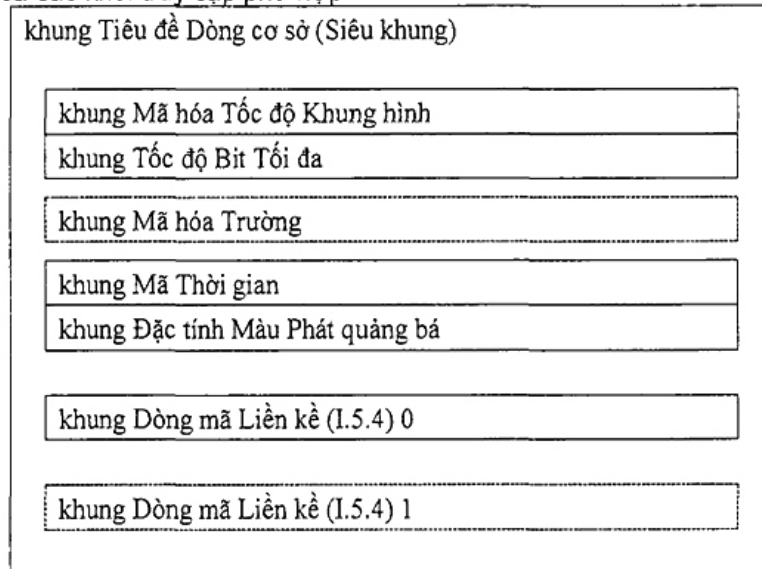 khung Tiêu đề Dòng cơ sở (Siêu khung)
khung Mã hóa Tốc độ Khung hình
khung Tốc độ Bit Tối đa
khung Mã hóa Trường
khung Mã Thời gian
khung Đặc tính Màu Phát quảng bá
khung Dòng mã Liền kề (I.5.4) 0
khung Dòng mã Liền kề (I.5.4) 1